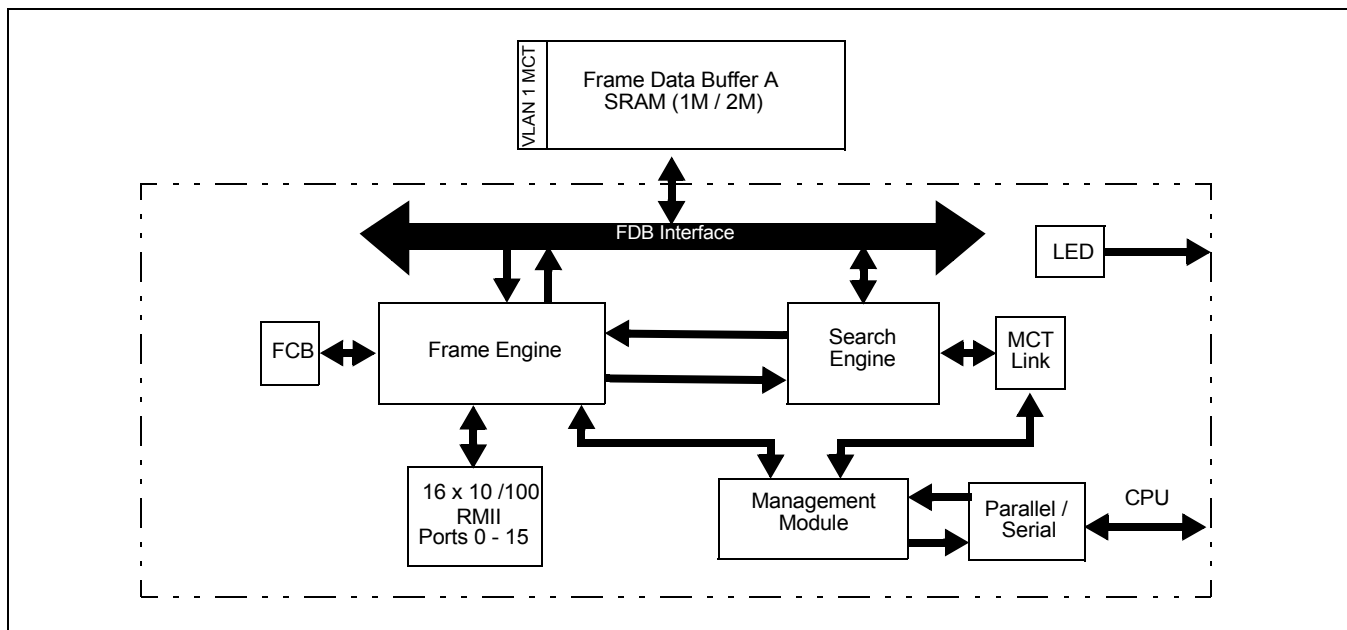 VLAN 1 MCT
Frame Data Buffer A
SRAM (1M / 2M)
FDB Interface
LED
FCB
Frame Engine
Search
Engine
MCT
Link
16 x 10 /100
RMII
Ports 0 - 15
Management
Module
Parallel /
Serial
CPU